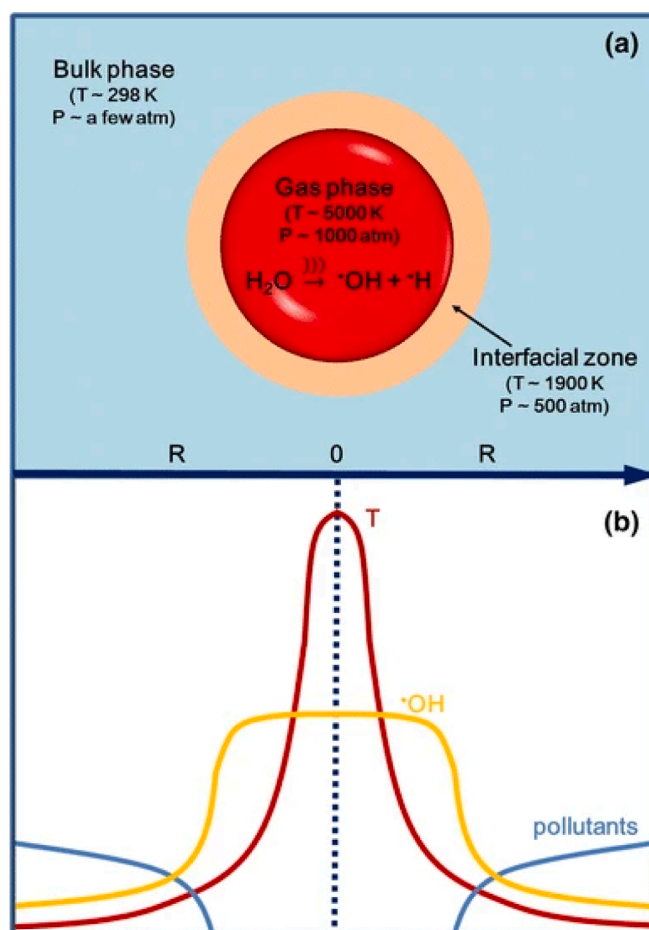 (a)
Bulk phase
(T ~ 298 K
P ~ a few atm)
Gas phase
(T ~ 5000 K
P ~ 1000 atm)
)))
H₂O → •OH + •H
Interfacial zone
(T ~ 1900 K
P ~ 500 atm)
R 0 R
(b)
T
•OH
pollutants